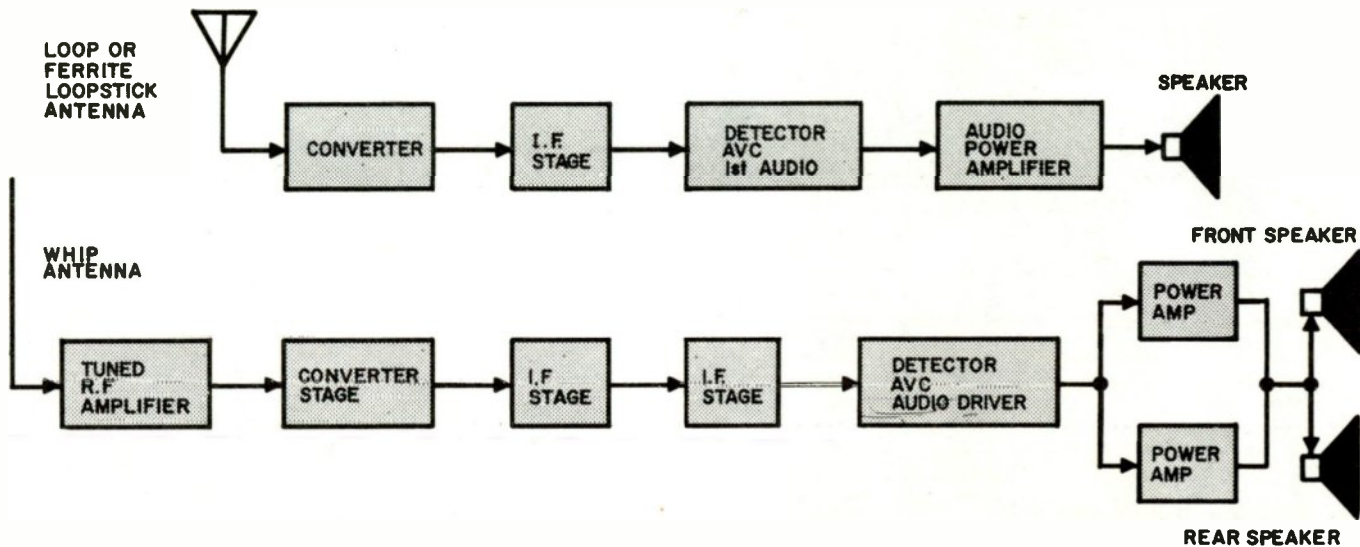 LOOP OR
FERRITE
LOOPSTICK
ANTENNA
CONVERTER
I.F.
STAGE
DETECTOR
AVC
1st AUDIO
AUDIO
POWER
AMPLIFIER
SPEAKER
WHIP
ANTENNA
TUNED
R.F
AMPLIFIER
CONVERTER
STAGE
I.F
STAGE
I.F.
STAGE
DETECTOR
AVC
AUDIO DRIVER
POWER
AMP
POWER
AMP
FRONT SPEAKER
REAR SPEAKER